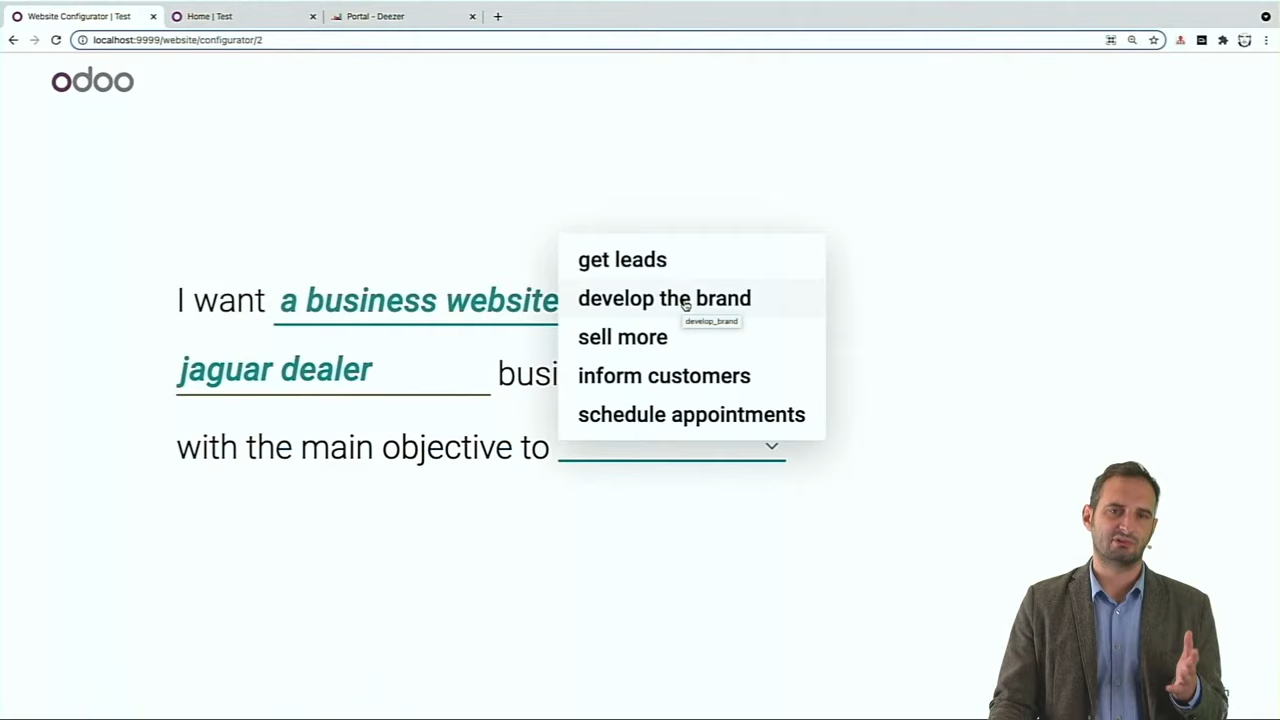 Website Configurator | Test
Home | Test
Portal - Deezer
localhost:9999/website/configurator/2
odoo
get leads
develop the brand
develop_brand
sell more
inform customers
schedule appointments
I want a business website
jaguar dealer busi
with the main objective to